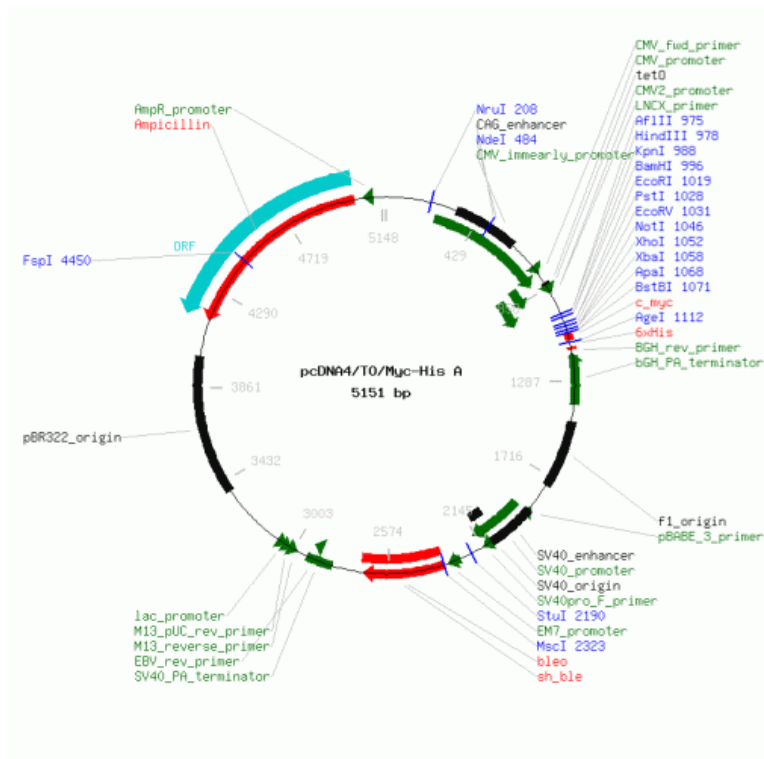 CMV_fwd_primer
CMV_promoter
tetO
CMV2_promoter
LNCX_primer
AflII 975
HindIII 978
KpnI 988
BamHI 996
EcoRI 1019
PstI 1028
EcoRV 1031
NotI 1046
XhoI 1052
XbaI 1058
ApaI 1068
BstBI 1071
c_myc
AgeI 1112
6xHis
BGH_rev_primer
bGH_PA_terminator
NruI 208
CAG_enhancer
NdeI 484
CMV_immearly_promoter
AmpR_promoter
Ampicillin
ORF
FspI 4450
5148
429
4719
4290
3861
3432
3003
2574
2145
1716
1287
pcDNA4/TO/Myc-His A
5151 bp
pBR322_origin
f1_origin
pBABE_3_primer
SV40_enhancer
SV40_promoter
SV40_origin
SV40pro_F_primer
StuI 2190
EM7_promoter
MscI 2323
bleo
sh_ble
lac_promoter
M13_pUC_rev_primer
M13_reverse_primer
EBV_rev_primer
SV40_PA_terminator